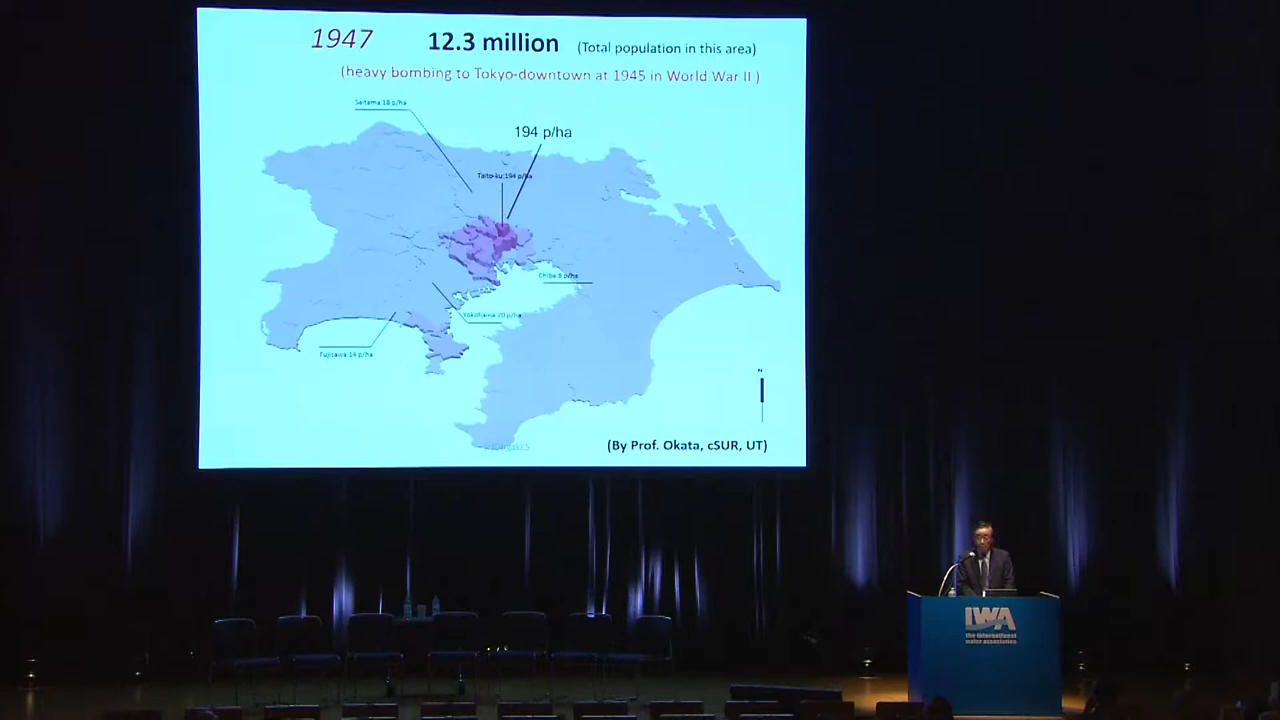 1947 12.3 million (Total population in this area)
(heavy bombing to Tokyo-downtown at 1945 in World War II )
Saitama:18 p/ha
194 p/ha
Taito-ku:194 p/ha
Chiba:8 p/ha
Yokohama:20 p/ha
Fujisawa:14 p/ha
N
(By Prof. Okata, cSUR, UT)
IWA
the international
water association